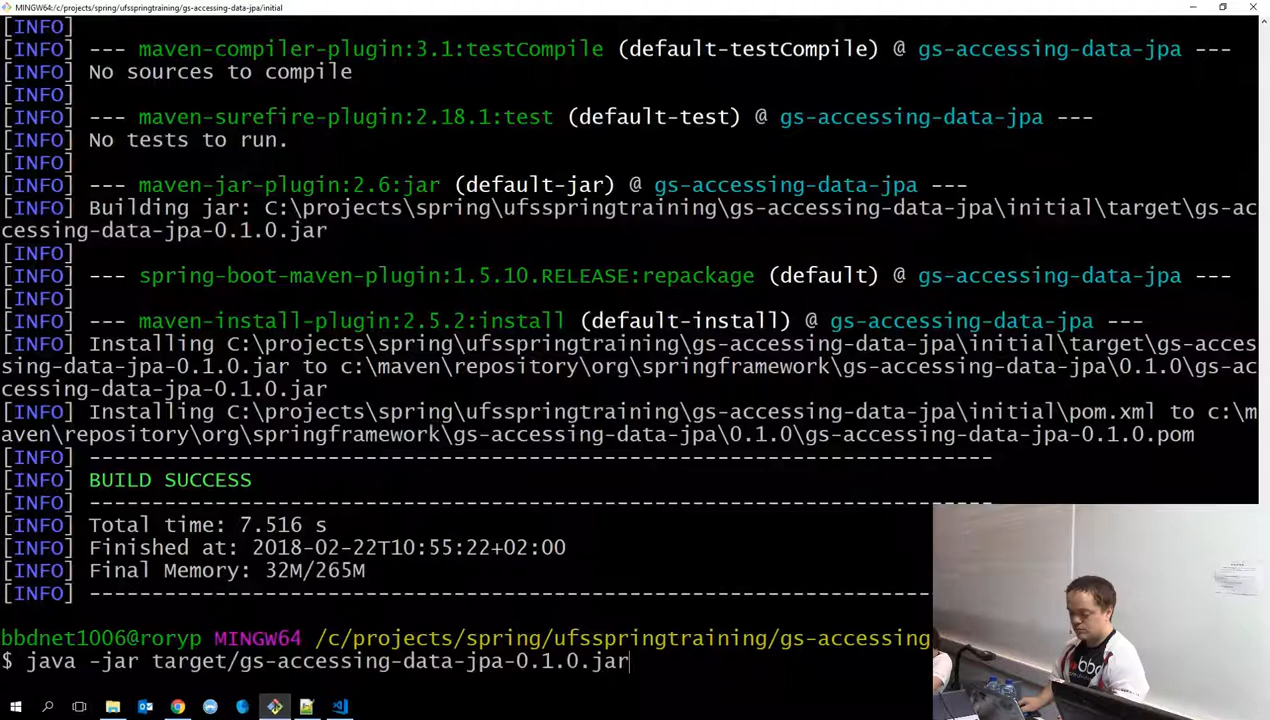 MINGW64:/c/projects/spring/ufsspringtraining/gs-accessing-data-jpa/initial
[INFO]
[INFO] --- maven-compiler-plugin:3.1:testCompile (default-testCompile) @ gs-accessing-data-jpa ---
[INFO] No sources to compile
[INFO]
[INFO] --- maven-surefire-plugin:2.18.1:test (default-test) @ gs-accessing-data-jpa ---
[INFO] No tests to run.
[INFO]
[INFO] --- maven-jar-plugin:2.6:jar (default-jar) @ gs-accessing-data-jpa ---
[INFO] Building jar: C:\projects\spring\ufsspringtraining\gs-accessing-data-jpa\initial\target\gs-ac
cessing-data-jpa-0.1.0.jar
[INFO]
[INFO] --- spring-boot-maven-plugin:1.5.10.RELEASE:repackage (default) @ gs-accessing-data-jpa ---
[INFO]
[INFO] --- maven-install-plugin:2.5.2:install (default-install) @ gs-accessing-data-jpa ---
[INFO] Installing C:\projects\spring\ufsspringtraining\gs-accessing-data-jpa\initial\target\gs-acces
sing-data-jpa-0.1.0.jar to c:\maven\repository\org\springframework\gs-accessing-data-jpa\0.1.0\gs-ac
cessing-data-jpa-0.1.0.jar
[INFO] Installing C:\projects\spring\ufsspringtraining\gs-accessing-data-jpa\initial\pom.xml to c:\m
aven\repository\org\springframework\gs-accessing-data-jpa\0.1.0\gs-accessing-data-jpa-0.1.0.pom
[INFO] ------------------------------------------------------------------------
[INFO] BUILD SUCCESS
[INFO] ------------------------------------------------------------------------
[INFO] Total time: 7.516 s
[INFO] Finished at: 2018-02-22T10:55:22+02:00
[INFO] Final Memory: 32M/265M
[INFO] ------------------------------------------------------------------------
bbdnet1006@roryp MINGW64 /c/projects/spring/ufsspringtraining/gs-accessing
$ java -jar target/gs-accessing-data-jpa-0.1.0.jar
bbd